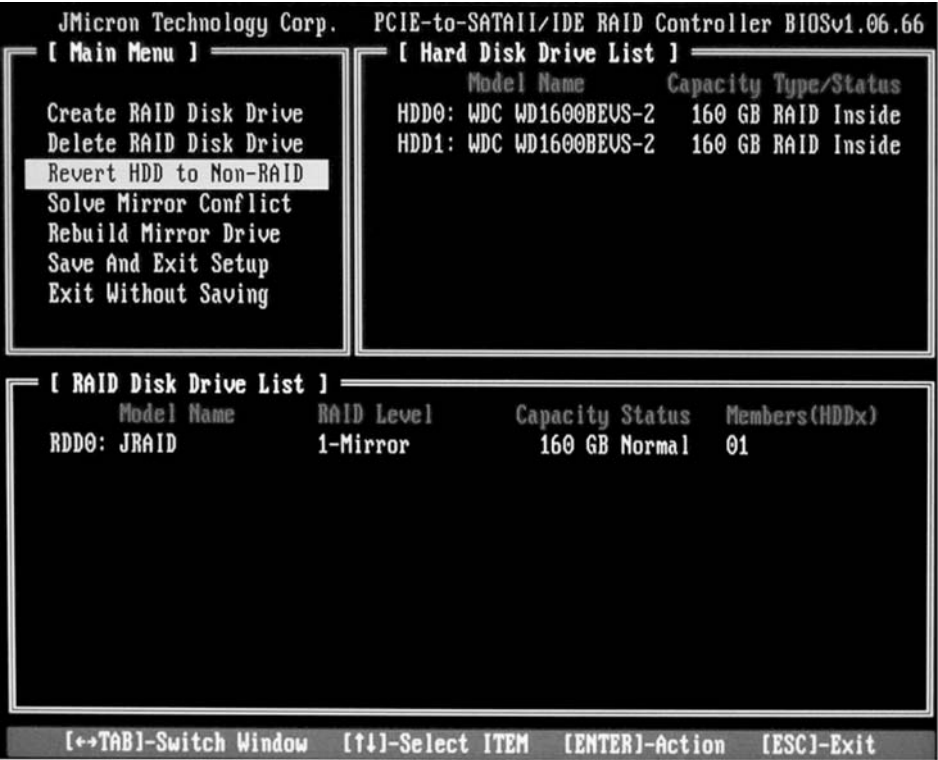 JMicron Technology Corp. PCIE-to-SATAII/IDE RAID Controller BIOSv1.06.66
[ Main Menu ]
Create RAID Disk Drive
Delete RAID Disk Drive
Revert HDD to Non-RAID
Solve Mirror Conflict
Rebuild Mirror Drive
Save And Exit Setup
Exit Without Saving
[ Hard Disk Drive List ]
Model Name Capacity Type/Status
HDD0: WDC WD1600BEVS-2 160 GB RAID Inside
HDD1: WDC WD1600BEVS-2 160 GB RAID Inside
[ RAID Disk Drive List ]
Model Name RAID Level Capacity Status Members(HDDx)
RDD0: JRAID 1-Mirror 160 GB Normal 01
[↔TAB]-Switch Window [↑↓]-Select ITEM [ENTER]-Action [ESC]-Exit